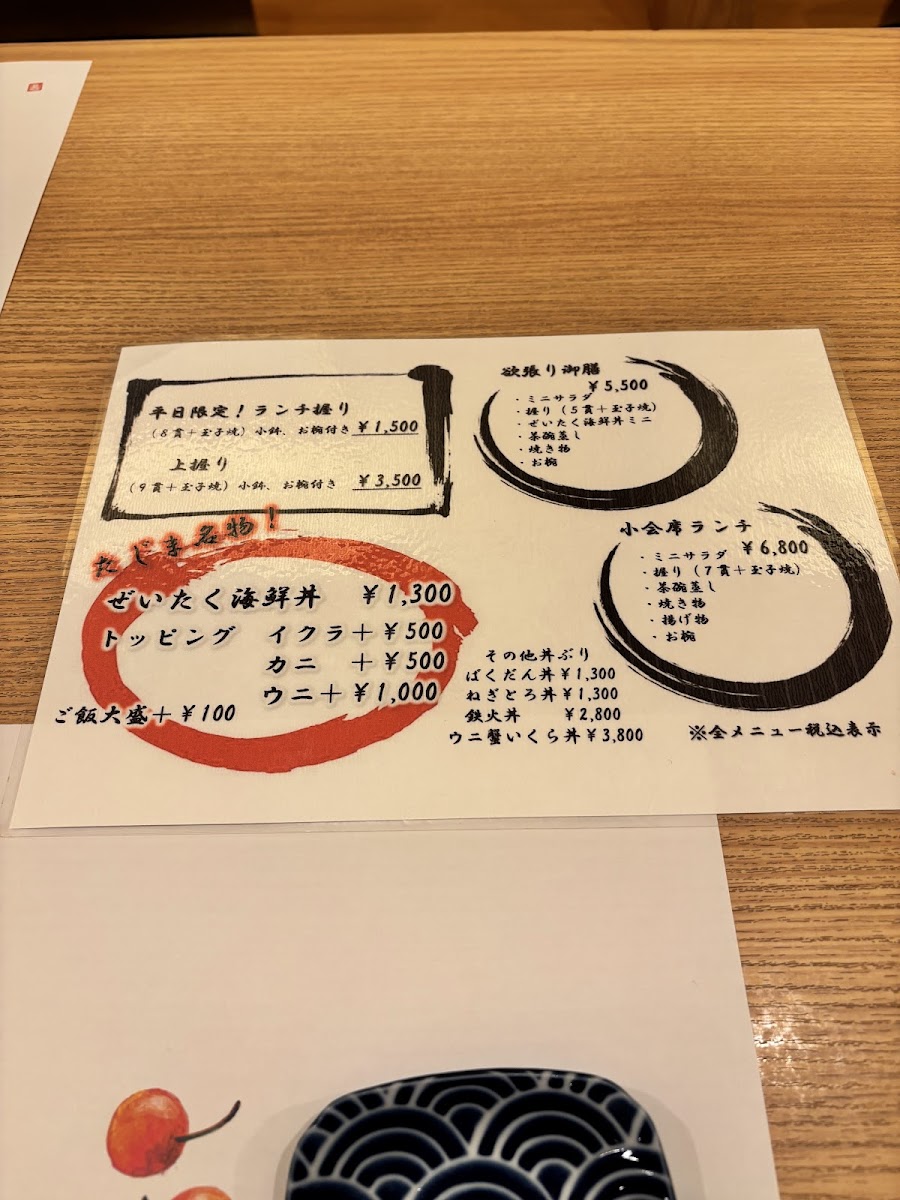 平日限定！ランチ握り
（８貫＋玉子焼）小鉢、お椀付き ￥1,500
上握り
（９貫＋玉子焼）小鉢、お椀付き ￥3,500
たじま名物！
ぜいたく海鮮丼 ￥1,300
トッピング イクラ＋￥500
カニ ＋￥500
ウニ＋￥1,000
ご飯大盛＋￥100
欲張り御膳
￥5,500
・ミニサラダ
・握り（５貫＋玉子焼）
・ぜいたく海鮮丼ミニ
・茶碗蒸し
・焼き物
・お椀
小会席ランチ
・ミニサラダ ￥6,800
・握り（７貫＋玉子焼）
・茶碗蒸し
・焼き物
・揚げ物
・お椀
その他丼ぶり
ばくだん丼￥1,300
ねぎとろ丼￥1,300
鉄火丼 ￥2,800
ウニ蟹いくら丼￥3,800
※全メニュー税込表示